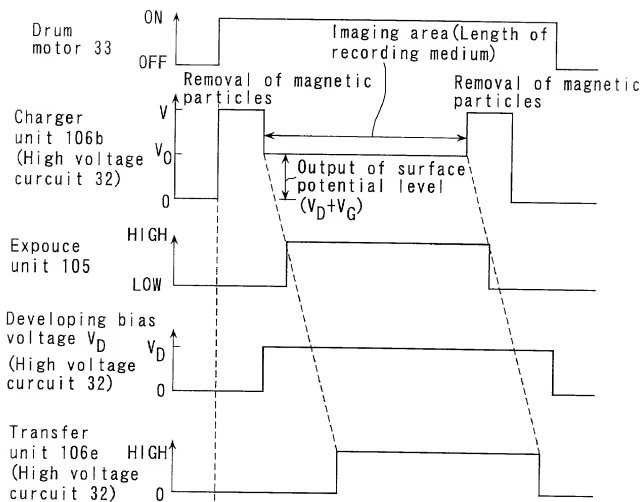 Drum
motor 33
ON
OFF
Imaging area(Length of
recording medium)
Removal of magnetic
particles
Removal of magnetic
particles
Charger
unit 106b
(High voltage
curcuit 32)
V
V0
0
Output of surface
potential level
(VD+VG)
Expouce
unit 105
HIGH
LOW
Developing bias
voltage VD
(High voltage
curcuit 32)
VD
0
Transfer
unit 106e
(High voltage
curcuit 32)
HIGH
0